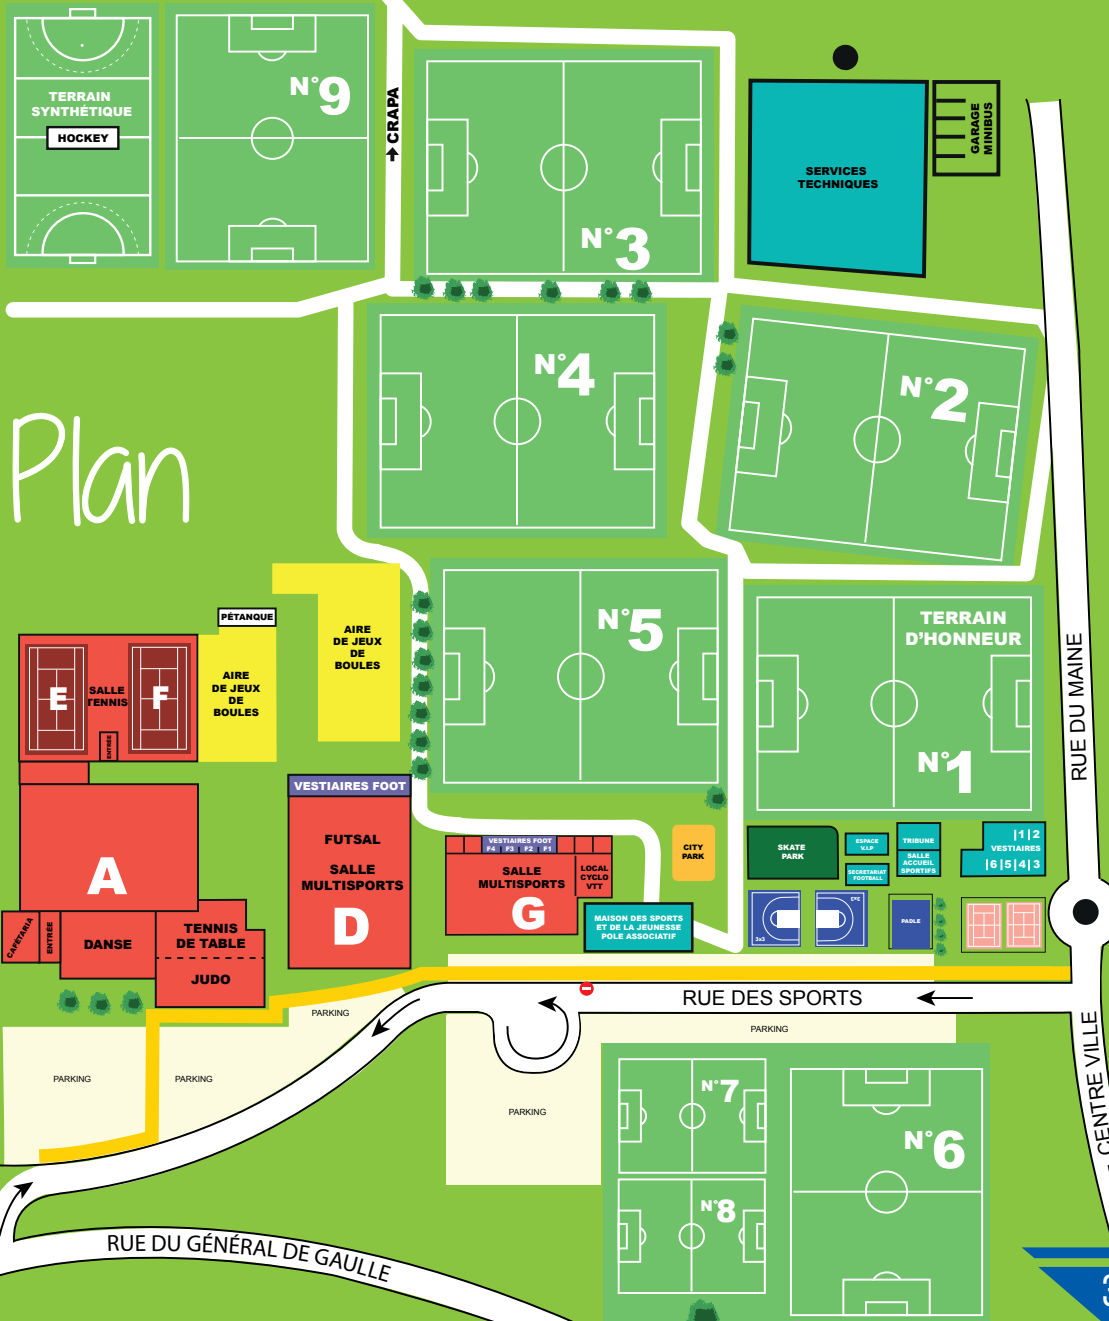 TERRAIN
SYNTHÉTIQUE
HOCKEY
N°9
CRAPA
N°3
SERVICES
TECHNIQUES
GARAGE
MINIBUS
N°4
N°2
Plan
N°5
TERRAIN
D'HONNEUR
N°1
RUE DU MAINE
PÉTANQUE
AIRE
DE JEUX
DE
BOULES
AIRE
DE JEUX
DE
BOULES
E
SALLE
TENNIS
F
ENTRÉE
A
CAFÉTARIA
ENTRÉE
DANSE
TENNIS
DE TABLE
JUDO
VESTIAIRES FOOT
FUTSAL
SALLE
MULTISPORTS
D
VESTIAIRES FOOT
F4 F3 F2 F1
SALLE
MULTISPORTS
G
LOCAL
CYCLO
VTT
CITY
PARK
MAISON DES SPORTS
ET DE LA JEUNESSE
POLE ASSOCIATIF
SKATE
PARK
ESPACE
V.I.P
SECRETARIAT
FOOTBALL
TRIBUNE
SALLE
ACCUEIL
SPORTIFS
|1|2
VESTIAIRES
|6|5|4|3
3x3
3x3
PADLE
RUE DES SPORTS
PARKING
PARKING
PARKING
PARKING
PARKING
N°7
N°8
N°6
CENTRE VILLE
RUE DU GÉNÉRAL DE GAULLE